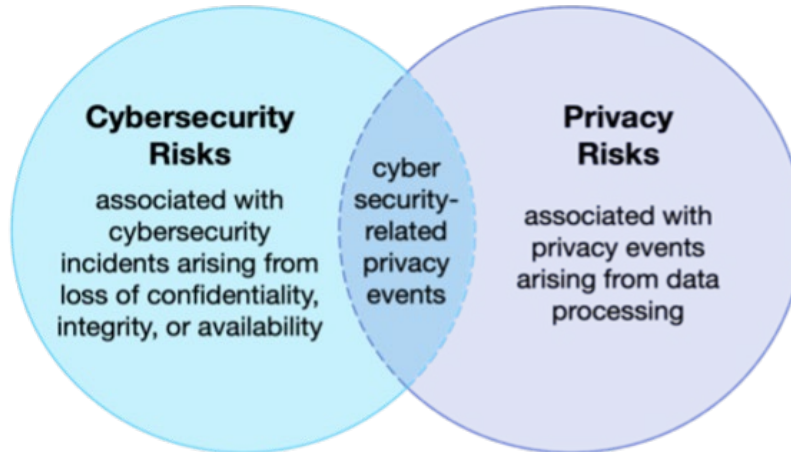 Cybersecurity
Risks
associated with
cybersecurity
incidents arising from
loss of confidentiality,
integrity, or availability
cyber
security-
related
privacy
events
Privacy
Risks
associated with
privacy events
arising from data
processing